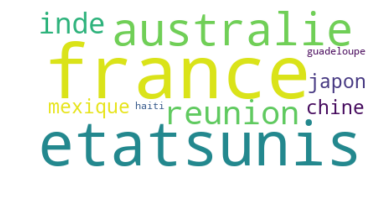 inde australie
guadeloupe
france
japon
mexique haiti reunion chine
etatsunis